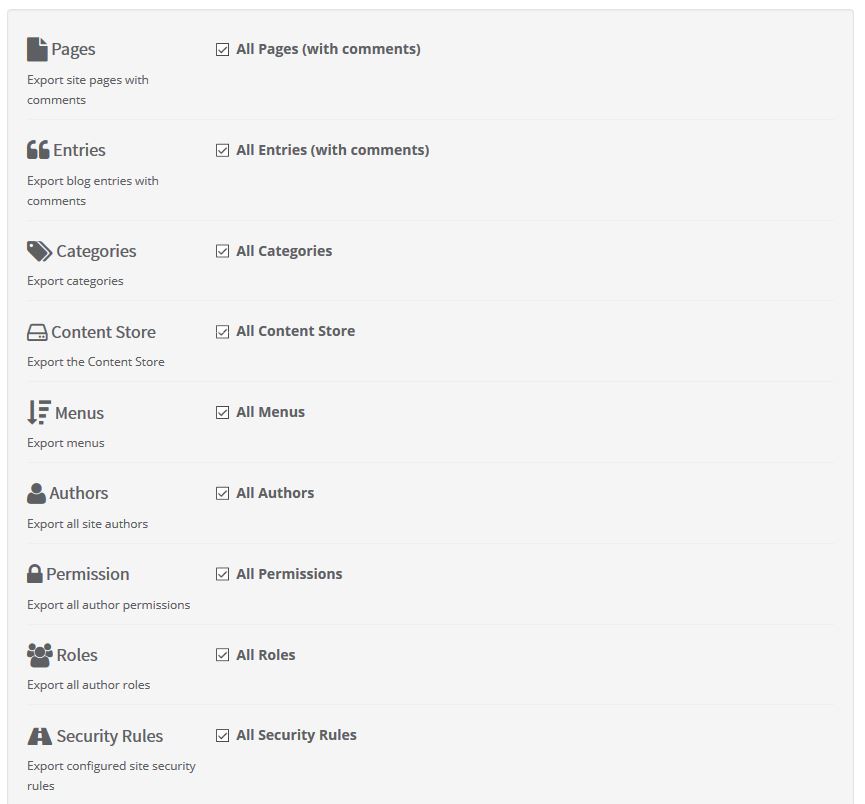 Pages
All Pages (with comments)
Export site pages with
comments
Entries
All Entries (with comments)
Export blog entries with
comments
Categories
All Categories
Export categories
Content Store
All Content Store
Export the Content Store
Menus
All Menus
Export menus
Authors
All Authors
Export all site authors
Permission
All Permissions
Export all author permissions
Roles
All Roles
Export all author roles
Security Rules
All Security Rules
Export configured site security
rules